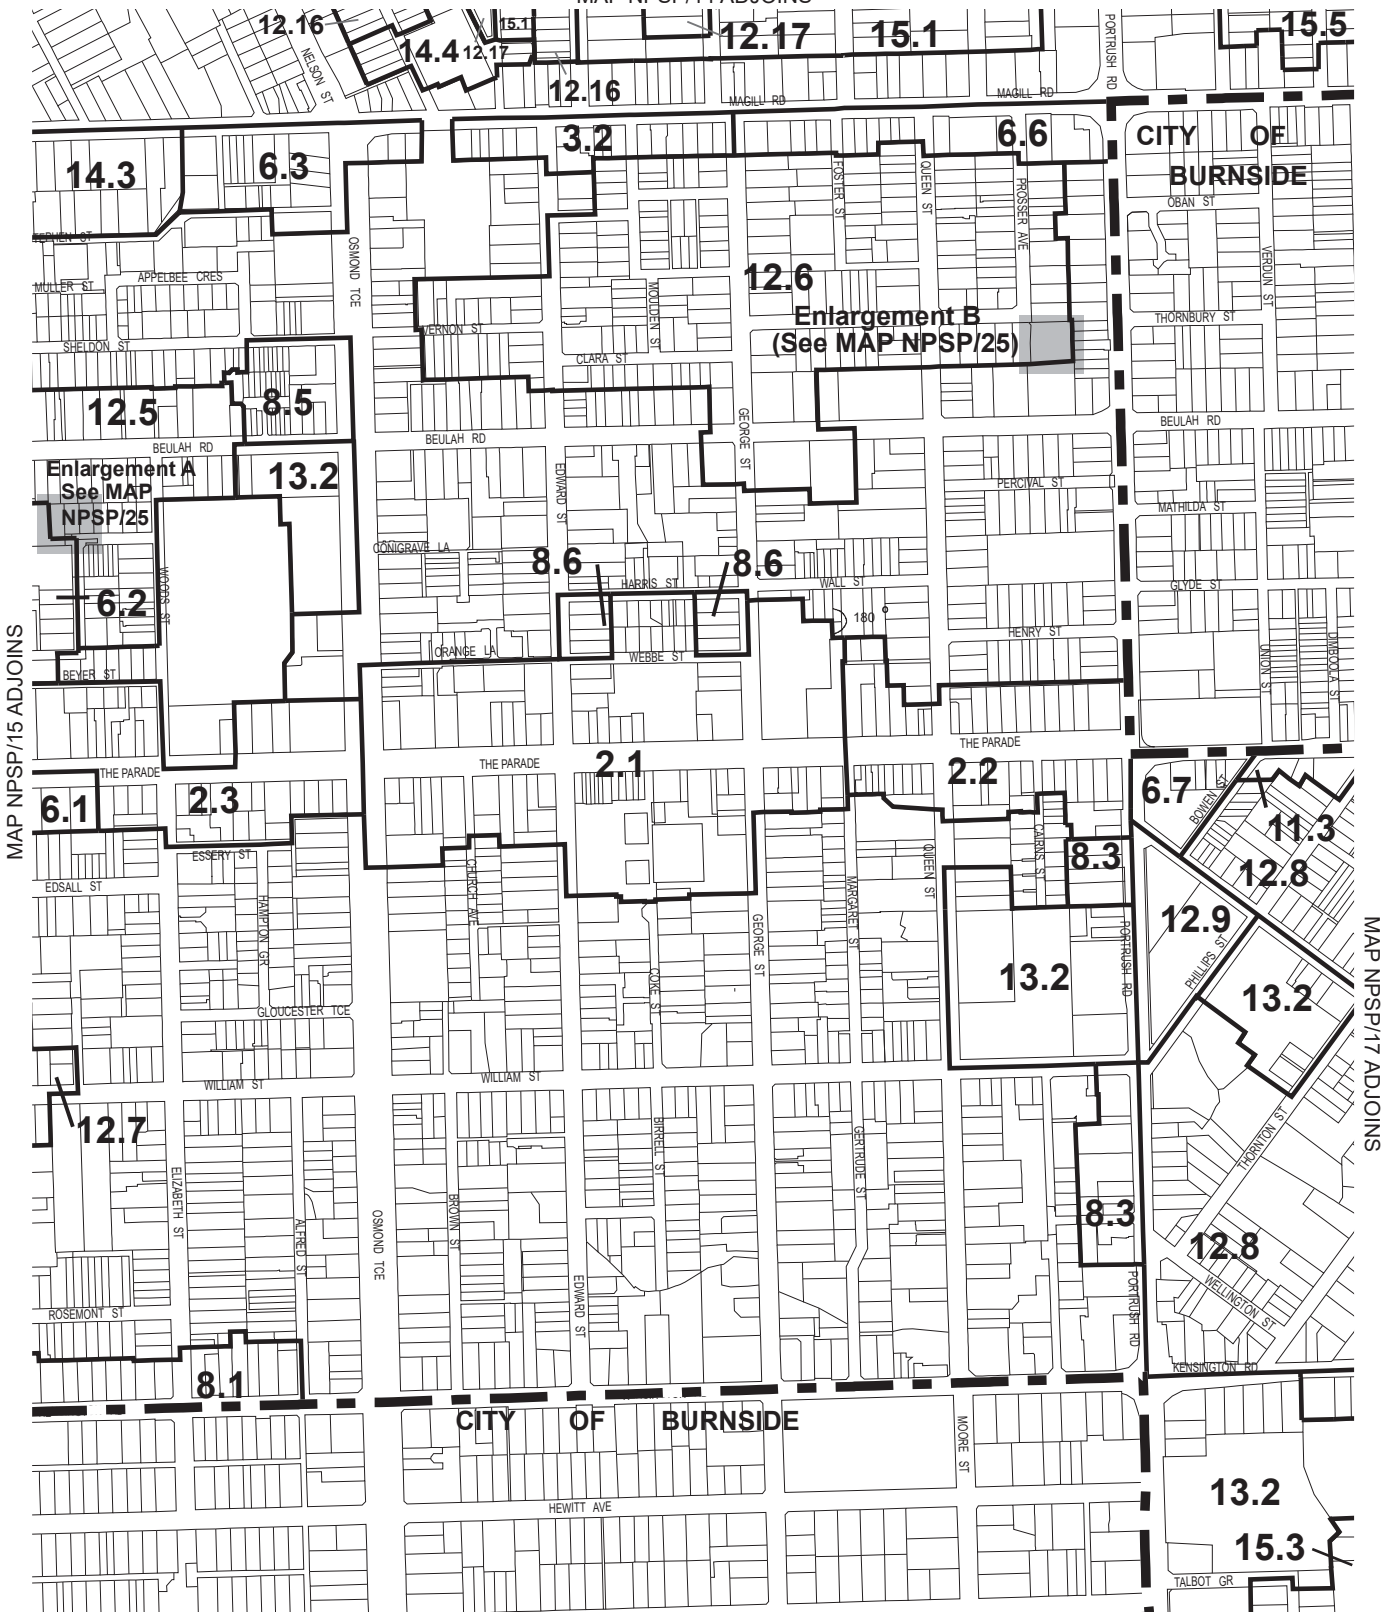 MAP NPSP/14 ADJOINS
12.16
15.1
14.4
12.17
12.17
15.1
15.5
NELSON ST
12.16
PORTRUSH RD
MAGILL RD
MAGILL RD
3.2
6.6
CITY OF
BURNSIDE
14.3
6.3
FOSTER ST
QUEEN ST
PROSSER AVE
OBAN ST
OSMOND TCE
VERDUN ST
APPELBEE CRES
MULLER ST
12.6
MOULDEN ST
VERNON ST
Enlargement B
(See MAP NPSP/25)
THORNBURY ST
SHELDON ST
CLARA ST
12.5
8.5
GEORGE ST
BEULAH RD
BEULAH RD
BEULAH RD
Enlargement A
See MAP
NPSP/25
13.2
EDWARD ST
PERCIVAL ST
MATHILDA ST
CONIGRAVE LA
8.6
8.6
HARRIS ST
WALL ST
GLYDE ST
WOODS ST
6.2
180
HENRY ST
ORANGE LA
WEBBE ST
BEYER ST
UNION ST
DIMBOOLA ST
MAP NPSP/15 ADJOINS
THE PARADE
THE PARADE
THE PARADE
2.1
2.2
6.1
2.3
6.7
BOWEN ST
11.3
12.8
ESSERY ST
CAIRNS ST
8.3
EDSALL ST
CHURCH AVE
QUEEN ST
MARGARET ST
HAMPTON GR
GEORGE ST
PORTRUSH RD
12.9
PHILLIPS ST
MAP NPSP/17 ADJOINS
COKE ST
13.2
13.2
GLOUCESTER TCE
WILLIAM ST
WILLIAM ST
12.7
BIRRELL ST
GERTRUDE ST
THORNTON ST
ELIZABETH ST
ALFRED ST
OSMOND TCE
BROWN ST
EDWARD ST
8.3
12.8
WELLINGTON ST
PORTRUSH RD
ROSEMONT ST
KENSINGTON RD
8.1
CITY OF BURNSIDE
MOORE ST
HEWITT AVE
13.2
15.3
TALBOT GR